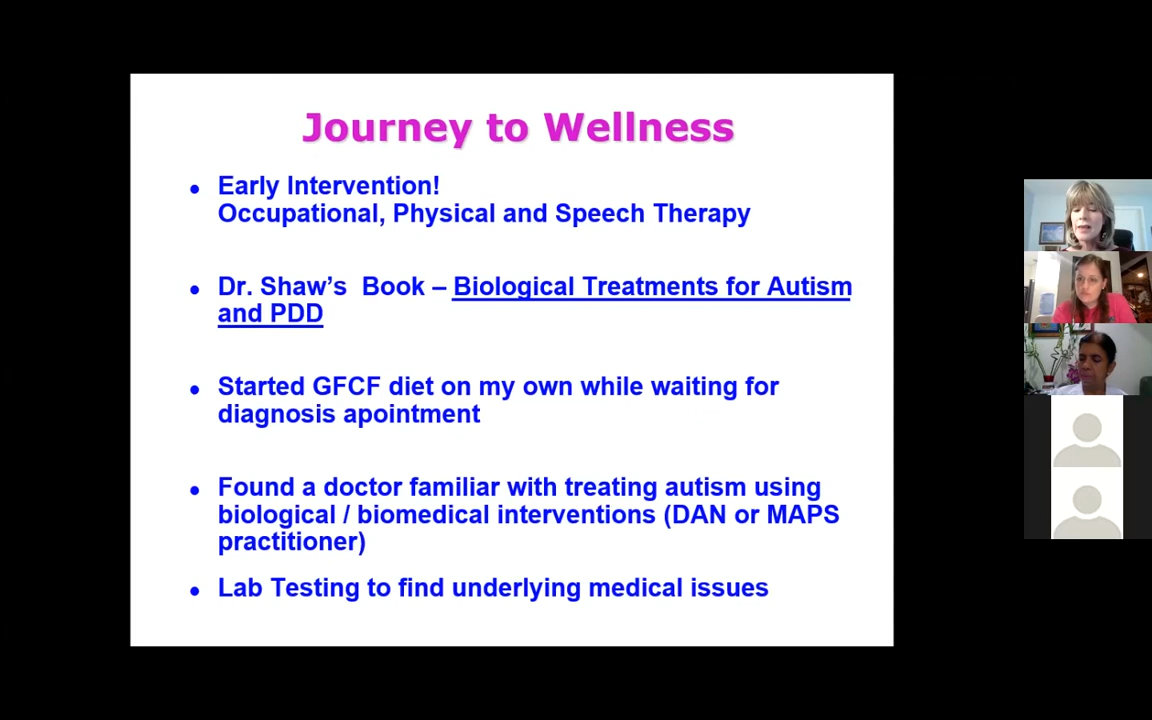 Journey to Wellness
• Early Intervention!
Occupational, Physical and Speech Therapy
• Dr. Shaw's  Book – Biological Treatments for Autism
and PDD
• Started GFCF diet on my own while waiting for
diagnosis apointment
• Found a doctor familiar with treating autism using
biological / biomedical interventions (DAN or MAPS
practitioner)
• Lab Testing to find underlying medical issues